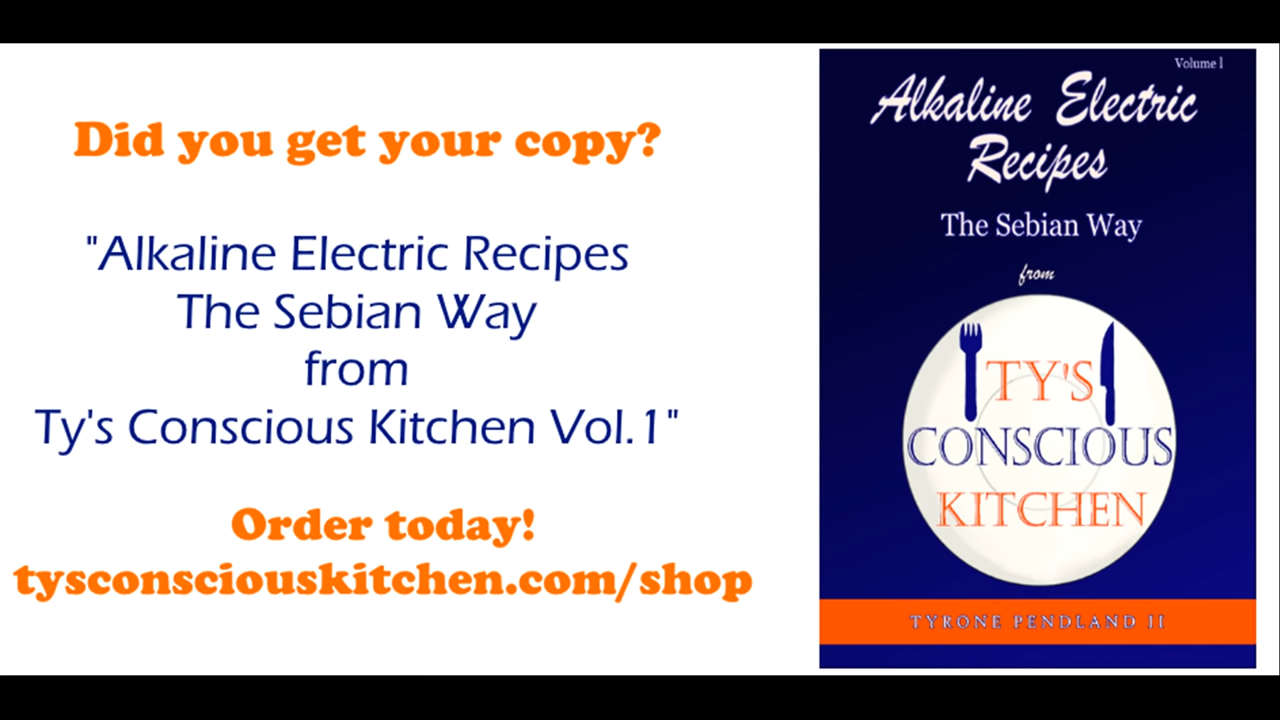 Did you get your copy?
"Alkaline Electric Recipes
The Sebian Way
from
Ty's Conscious Kitchen Vol.1"
Order today!
tysconsciouskitchen.com/shop
Volume 1
Alkaline Electric
Recipes
The Sebian Way
from
TY'S
CONSCIOUS
KITCHEN
TYRONE PENDLAND II